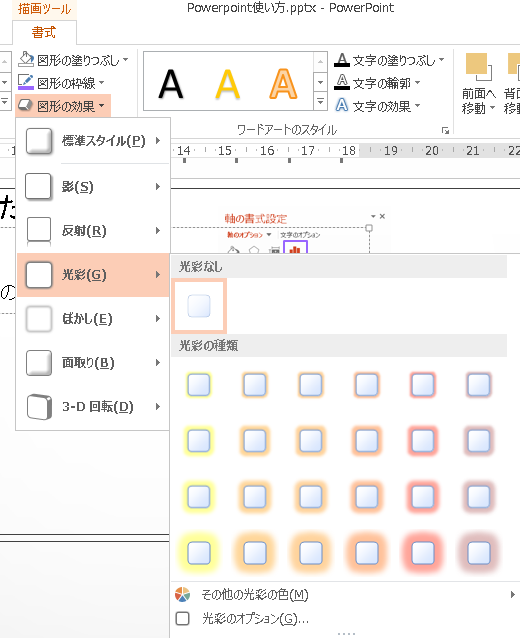 描画ツール
Powerpoint使い方.pptx - PowerPoint
書式
図形の塗りつぶし
図形の枠線
図形の効果
A A A
A 文字の塗りつぶし
A 文字の輪郭
A 文字の効果
前面へ
移動
背面
移動
ワードアートのスタイル
14 15 16 17 18 19 20 21 22
標準スタイル(P)
影(S)
反射(R)
光彩(G)
ぼかし(E)
面取り(B)
3-D 回転(D)
た
の
軸の書式設定
軸のオプション
文字のオプション
光彩なし
光彩の種類
その他の光彩の色(M)
光彩のオプション(G)...